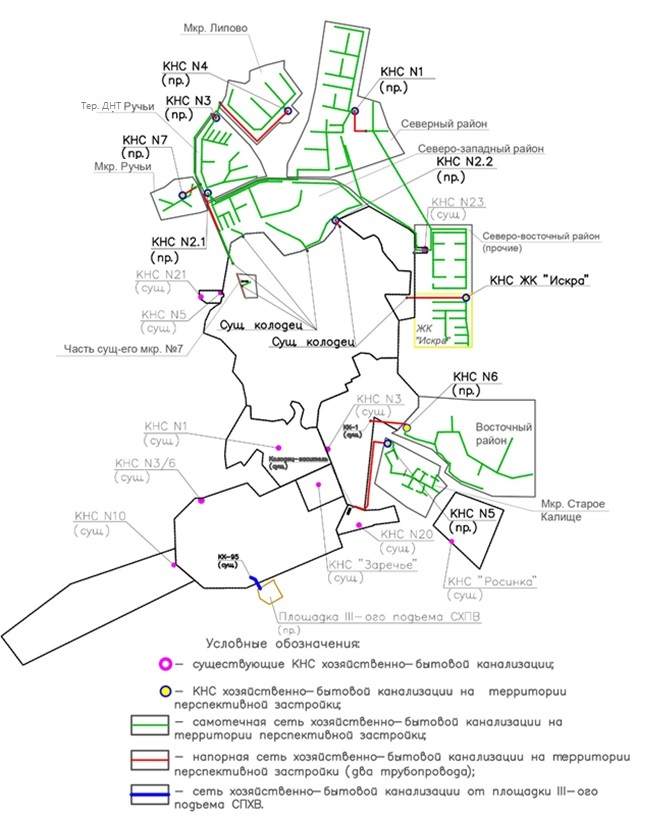 Мкр. Липово
КНС N4
(пр.)
КНС N1
(пр.)
Тер. ДНТ Ручьи
КНС N3
(пр.)
Северный район
КНС N7
(пр.)
Мкр. Ручьи
Северо-западный район
КНС N2.2
(пр.)
КНС N23
(сущ)
КНС N2.1
(пр.)
Северо-восточный район
(прочие)
КНС N21
(сущ)
КНС ЖК "Искра"
КНС N5
(сущ)
Сущ колодец
Сущ. колодец
ЖК
"Искра"
Часть сущ-его мкр. №7
КНС N6
(пр.)
КНС N3
(сущ)
КНС N1
(сущ)
КК-1
(сущ)
Восточный
район
Колодец-гаситель
(сущ)
КНС N3/6
(сущ)
КНС N5
(пр.)
Мкр. Старое
Калище
КНС N10
(сущ)
КНС N20
(сущ)
КК-95
(сущ)
КНС "Заречье"
(сущ)
КНС "Росинка"
(сущ)
Площадка III-ого подъема СХПВ
(пр.)
Условные обозначения:
– существующие КНС хозяйственно-бытовой канализации;
– КНС хозяйственно-бытовой канализации на территории
перспективной застройки;
– самотечная сеть хозяйственно-бытовой канализации на
территории перспективной застройки;
– напорная сеть хозяйственно-бытовой канализации на территории
перспективной застройки (два трубопровода);
– сеть хозяйственно-бытовой канализации от площадки III-ого
подъема СПХВ.